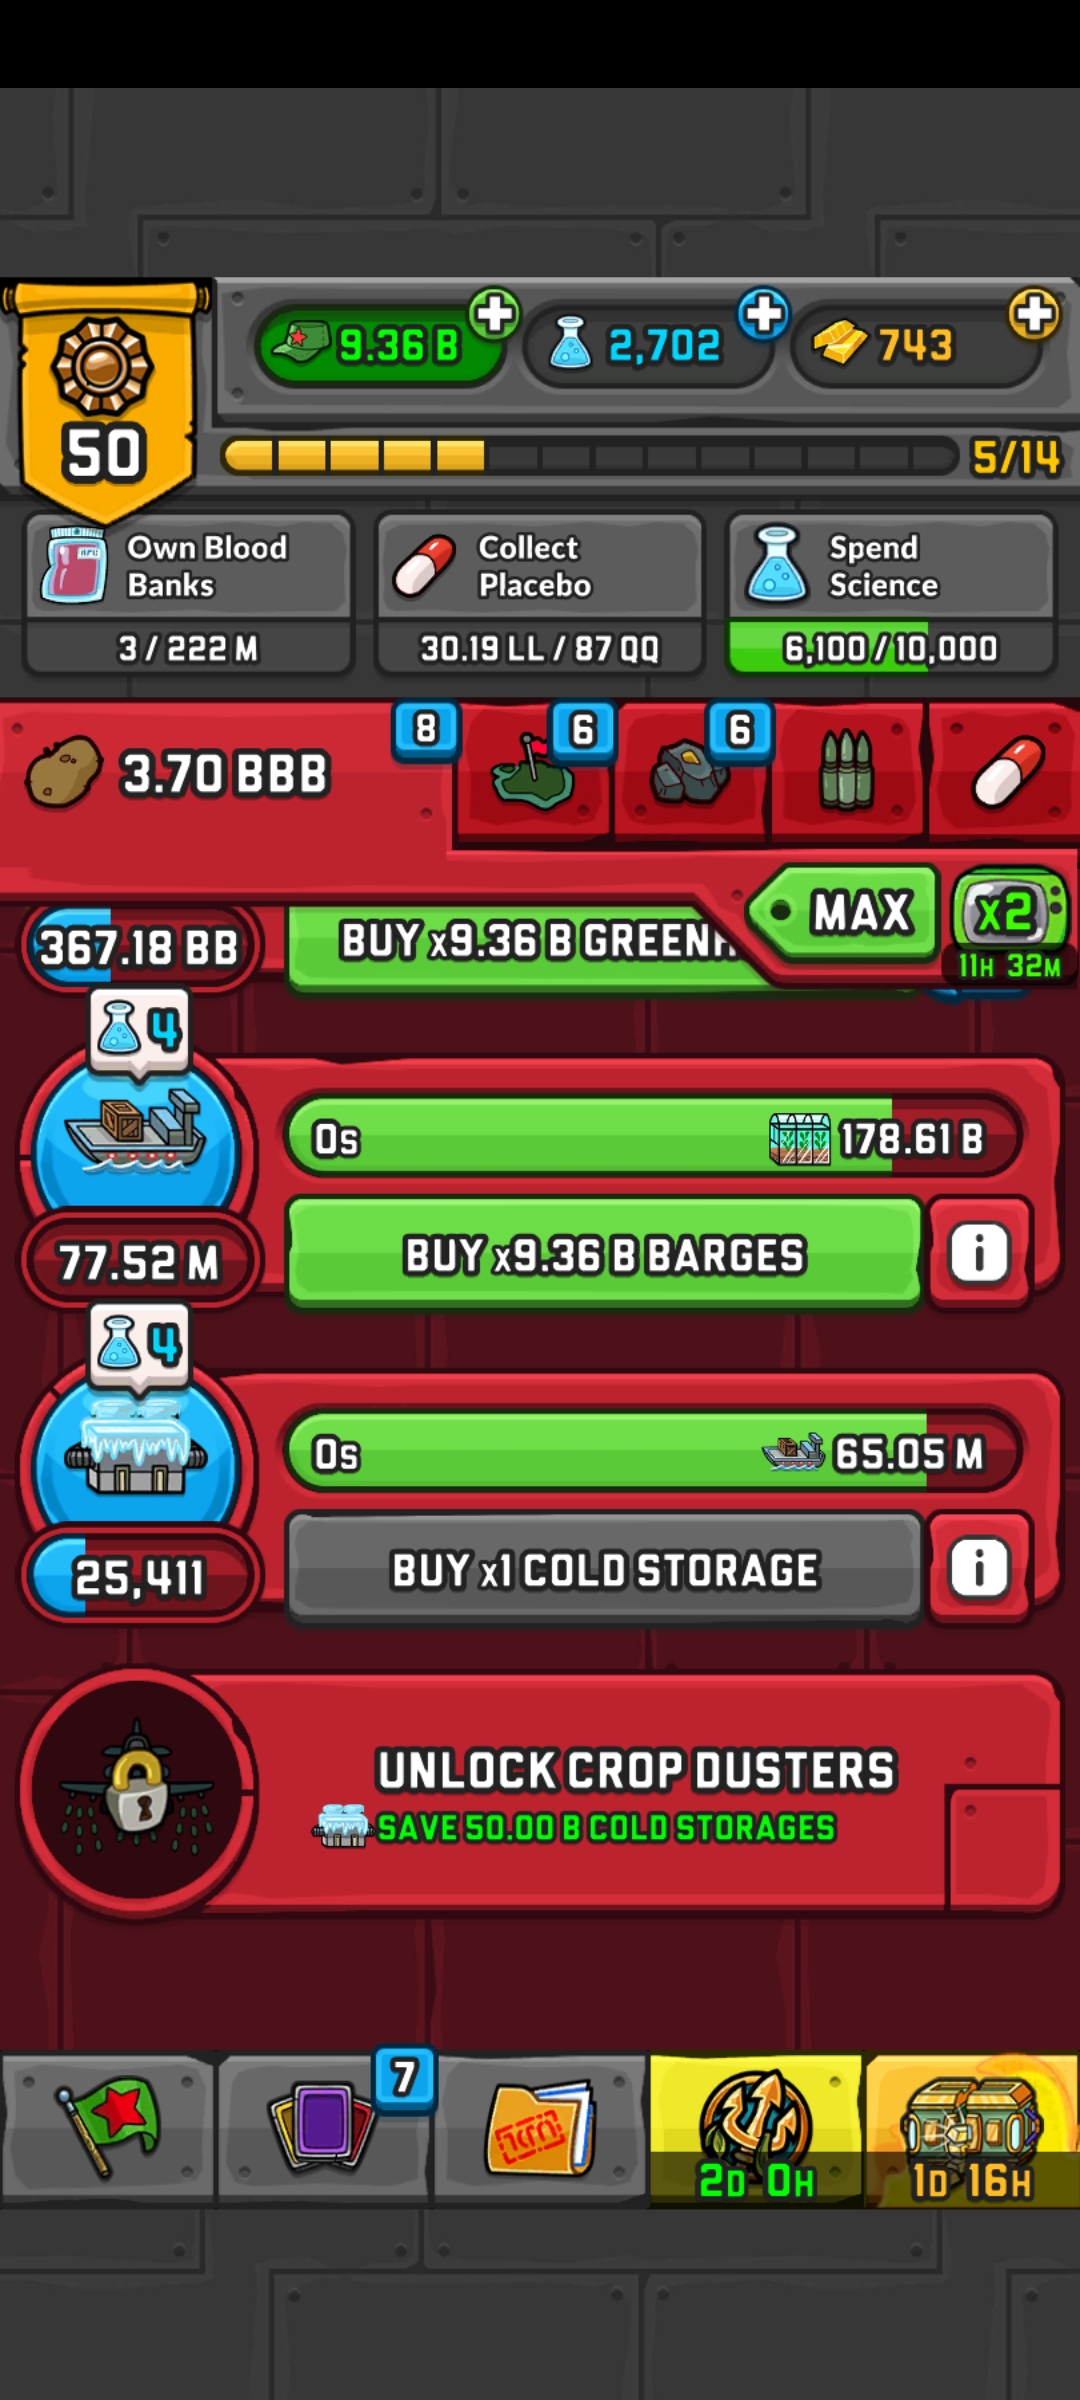 9.36 B
2,702
743
50
5/14
Own Blood
Banks
3 / 222 M
Collect
Placebo
30.19 LL / 87 QQ
Spend
Science
6,100 / 10,000
3.70 BBB
8
6
6
MAX
x2
11H 32M
367.18 BB
BUY x9.36 B
4
0s
178.61 B
77.52 M
BUY x9.36 B BARGES
4
0s
65.05 M
25,411
BUY x1 COLD STORAGE
UNLOCK CROP DUSTERS
SAVE 50.00 B COLD STORAGES
7
2D 0H
1D 16H